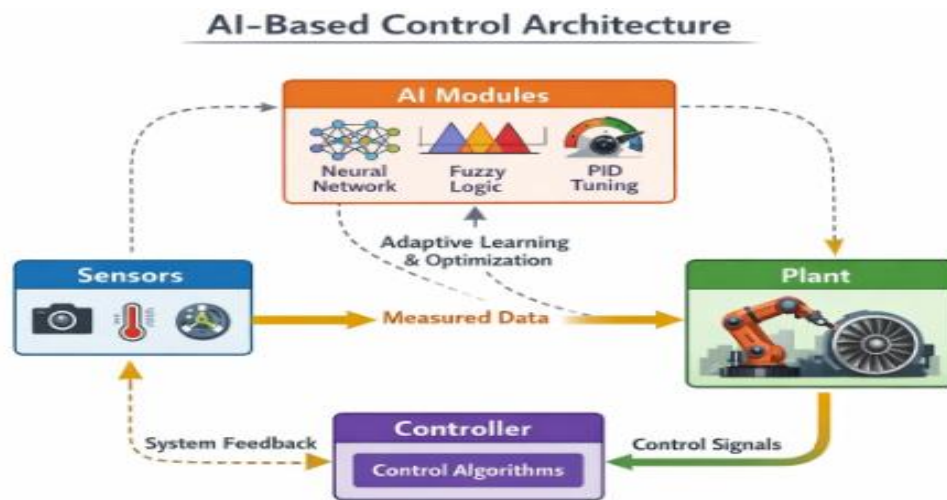 AI-Based Control Architecture
AI Modules
Neural
Network
Fuzzy
Logic
PID
Tuning
Adaptive Learning
& Optimization
Sensors
Plant
Measured Data
System Feedback
Controller
Control Algorithms
Control Signals